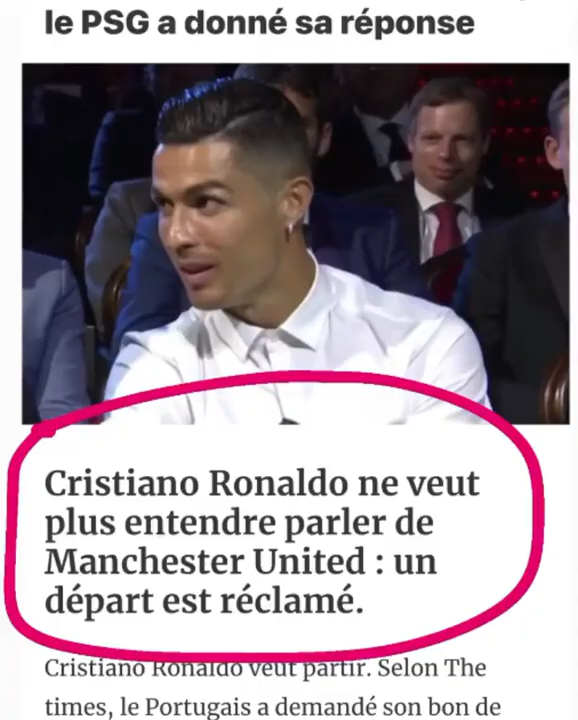 le PSG a donné sa réponse
Cristiano Ronaldo ne veut
plus entendre parler de
Manchester United : un
départ est réclamé.
Cristiano Ronaldo veut partir. Selon The
times, le Portugais a demandé son bon de